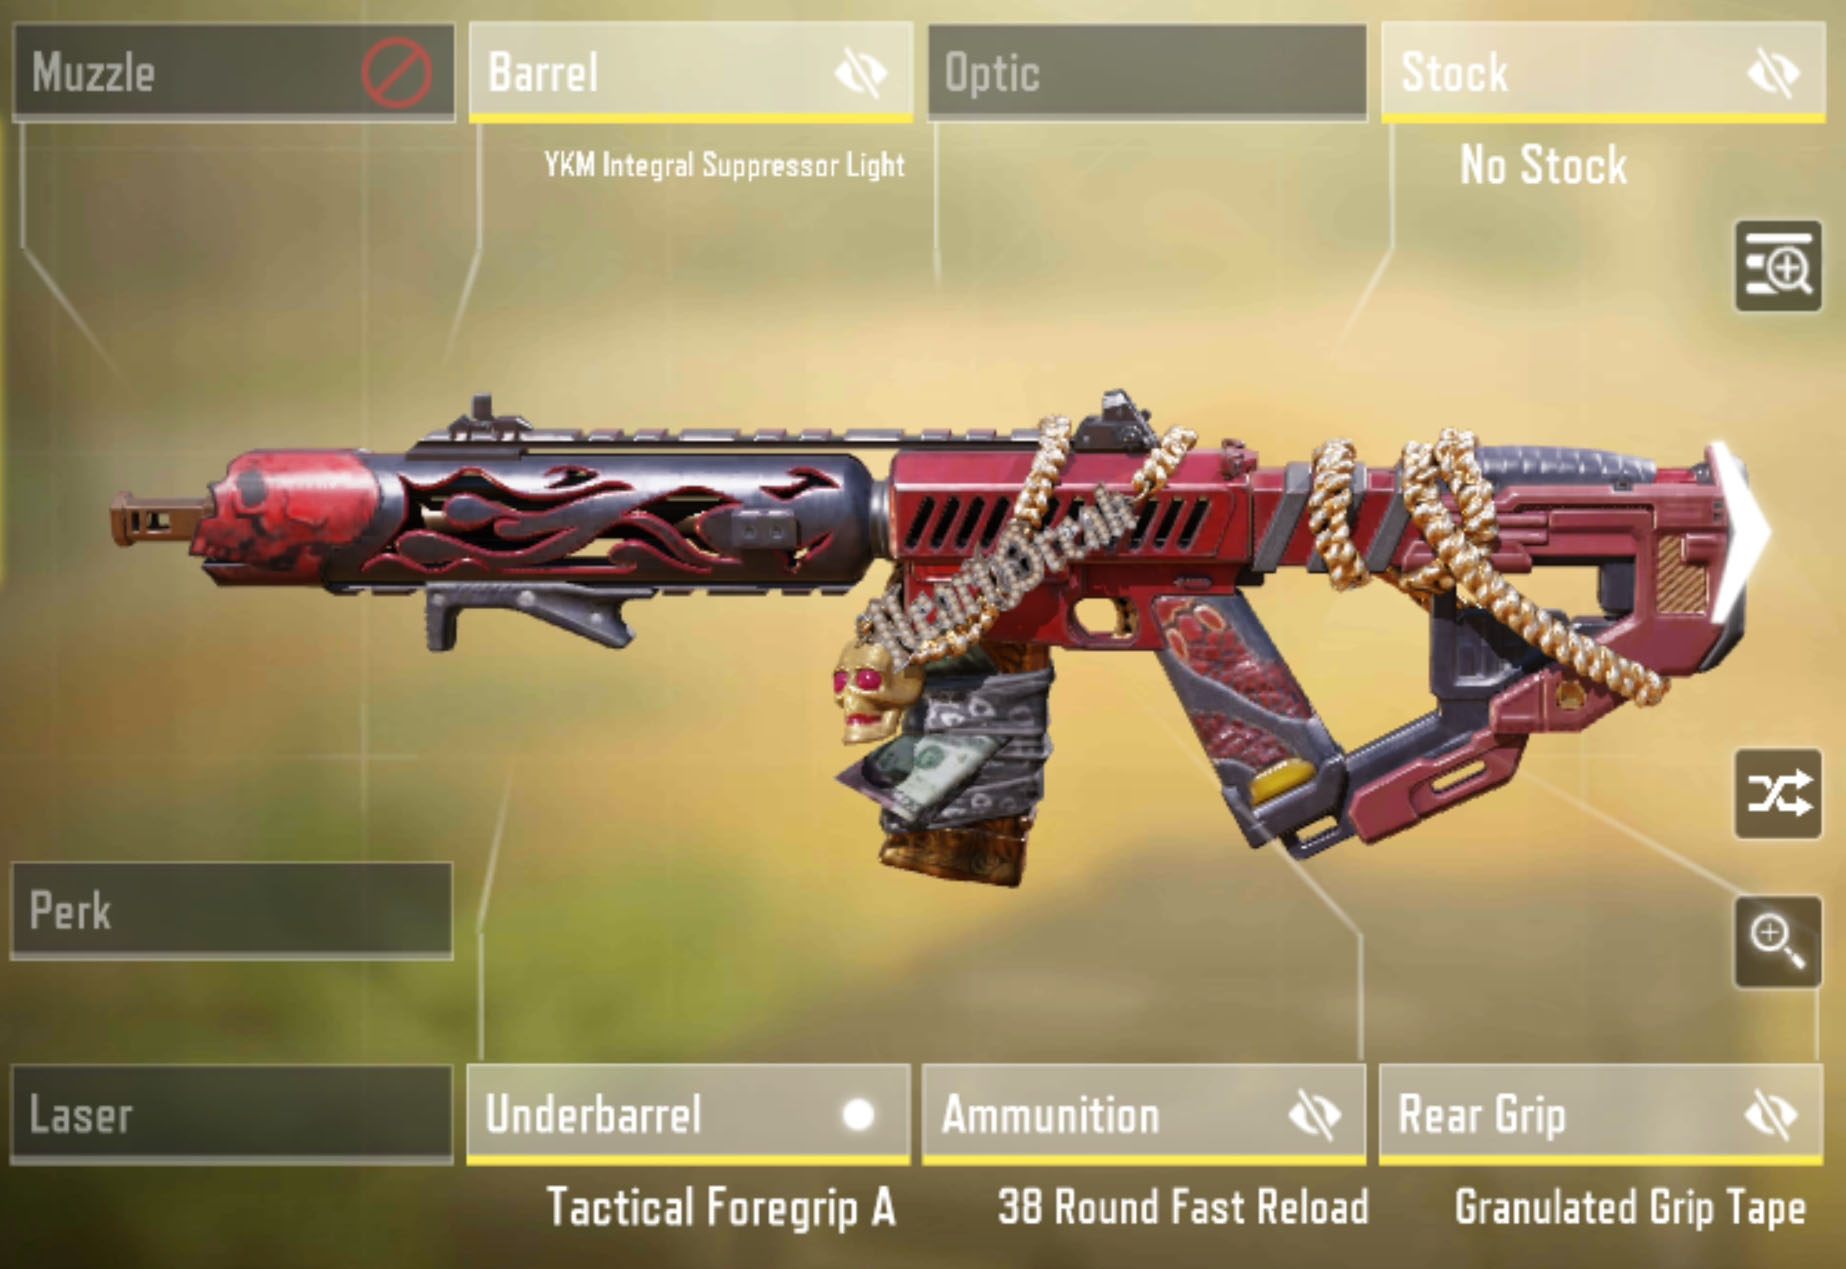 Muzzle
Barrel
Optic
Stock
YKM Integral Suppressor Light
No Stock
HeartsBreak
Perk
Laser
Underbarrel
Ammunition
Rear Grip
Tactical Foregrip A
38 Round Fast Reload
Granulated Grip Tape